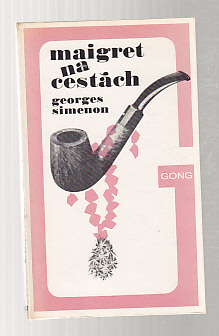 maigret
na
cestách
georges
simenon
GONG